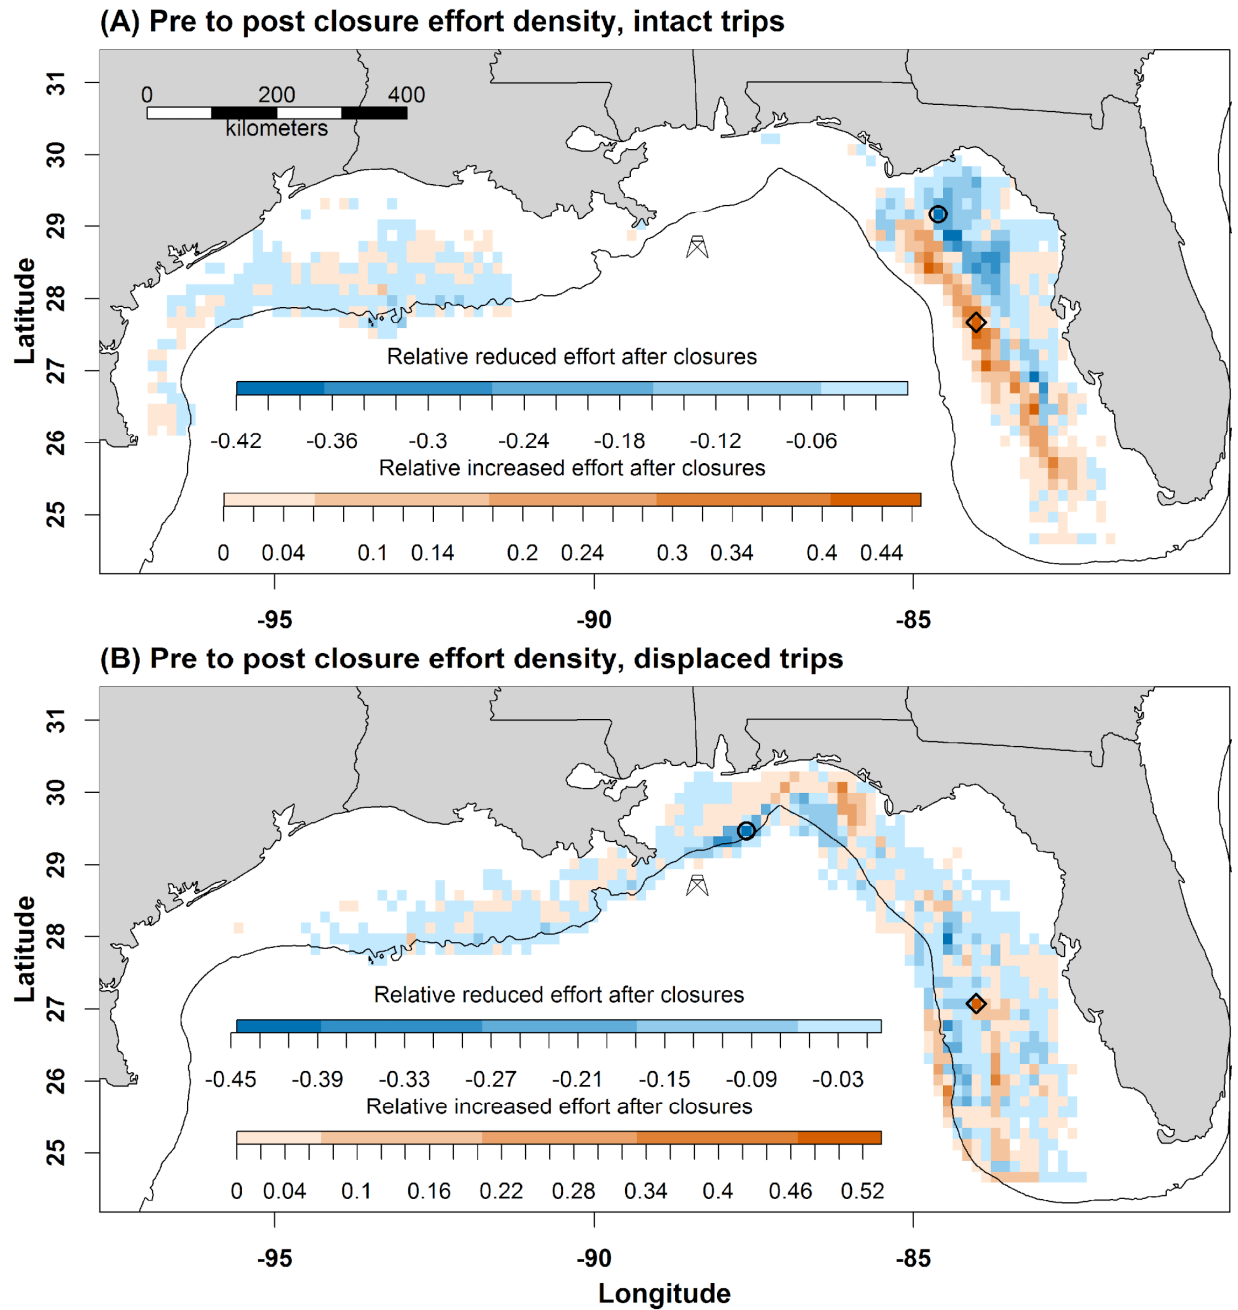 (A) Pre to post closure effort density, intact trips
31
30
29
28
27
26
25
Latitude
0 200 400
kilometers
Relative reduced effort after closures
-0.42 -0.36 -0.3 -0.24 -0.18 -0.12 -0.06
Relative increased effort after closures
0 0.04 0.1 0.14 0.2 0.24 0.3 0.34 0.4 0.44
-95 -90 -85
(B) Pre to post closure effort density, displaced trips
31
30
29
28
27
26
25
Latitude
Relative reduced effort after closures
-0.45 -0.39 -0.33 -0.27 -0.21 -0.15 -0.09 -0.03
Relative increased effort after closures
0 0.04 0.1 0.16 0.22 0.28 0.34 0.4 0.46 0.52
-95 -90 -85
Longitude